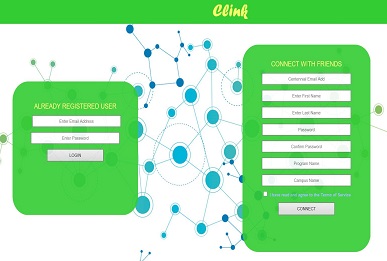 Clink
ALREADY REGISTERED USER
Enter Email Address
Enter Password
LOGIN
CONNECT WITH FRIENDS
Centennial Email Add
Enter First Name
Enter Last Name
Password
Confirm Password
Program Name
Campus Name
I have read and agree to the Terms of Service
CONNECT